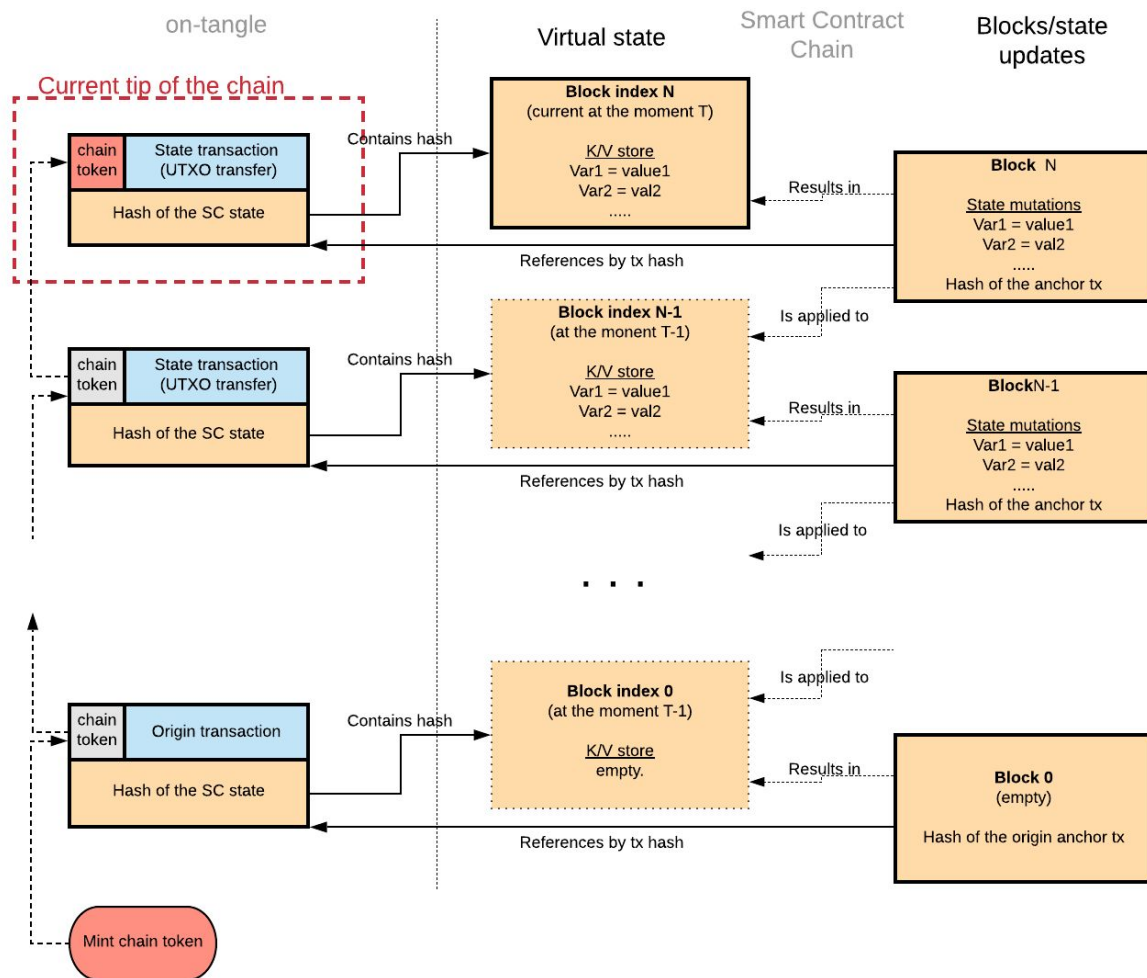 on-tangle
Virtual state
Smart Contract
Chain
Blocks/state
updates
Current tip of the chain
chain
token
State transaction
(UTXO transfer)
Hash of the SC state
Contains hash
Block index N
(current at the moment T)
K/V store
Var1 = value1
Var2 = val2
.....
Results in
Block N
State mutations
Var1 = value1
Var2 = val2
.....
Hash of the anchor tx
References by tx hash
Is applied to
chain
token
State transaction
(UTXO transfer)
Hash of the SC state
Contains hash
Block index N-1
(at the monent T-1)
K/V store
Var1 = value1
Var2 = val2
.....
Results in
BlockN-1
State mutations
Var1 = value1
Var2 = val2
.....
Hash of the anchor tx
References by tx hash
Is applied to
. . .
Is applied to
chain
token
Origin transaction
Hash of the SC state
Contains hash
Block index 0
(at the moment T-1)
K/V store
empty.
Results in
Block 0
(empty)
Hash of the origin anchor tx
References by tx hash
Mint chain token